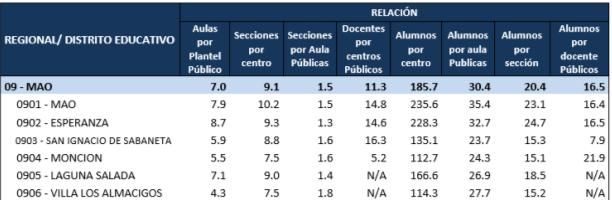 RELACIÓN
REGIONAL/ DISTRITO EDUCATIVO Aulas por Plantel Público Secciones por centro Secciones por Aula Públicas Docentes por centros Públicos Alumnos por centro Alumnos por aula Publicas Alumnos por sección Alumnos por docente Públicos
09 - MAO 7.0 9.1 1.5 11.3 185.7 30.4 20.4 16.5
0901 - MAO 7.9 10.2 1.5 14.8 235.6 35.4 23.1 16.4
0902 - ESPERANZA 8.7 9.3 1.3 14.6 228.3 32.7 24.7 16.5
0903 - SAN IGNACIO DE SABANETA 5.9 8.8 1.6 16.3 135.1 23.7 15.3 7.9
0904 - MONCION 5.5 7.5 1.6 5.2 112.7 24.3 15.1 21.9
0905 - LAGUNA SALADA 7.1 9.0 1.4 N/A 166.6 26.9 18.5 N/A
0906 - VILLA LOS ALMACIGOS 4.3 7.5 1.8 N/A 114.3 27.7 15.2 N/A